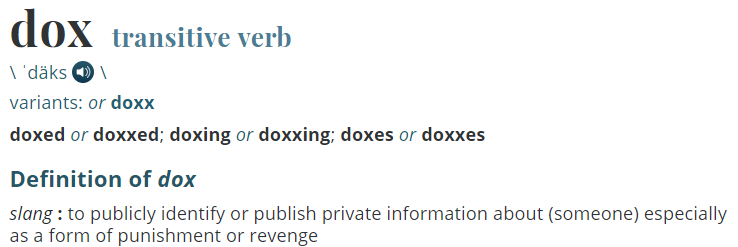 dox transitive verb
\ ˈdäks \
variants: or doxx
doxed or doxxed; doxing or doxxing; doxes or doxxes
Definition of dox
slang : to publicly identify or publish private information about (someone) especially
as a form of punishment or revenge